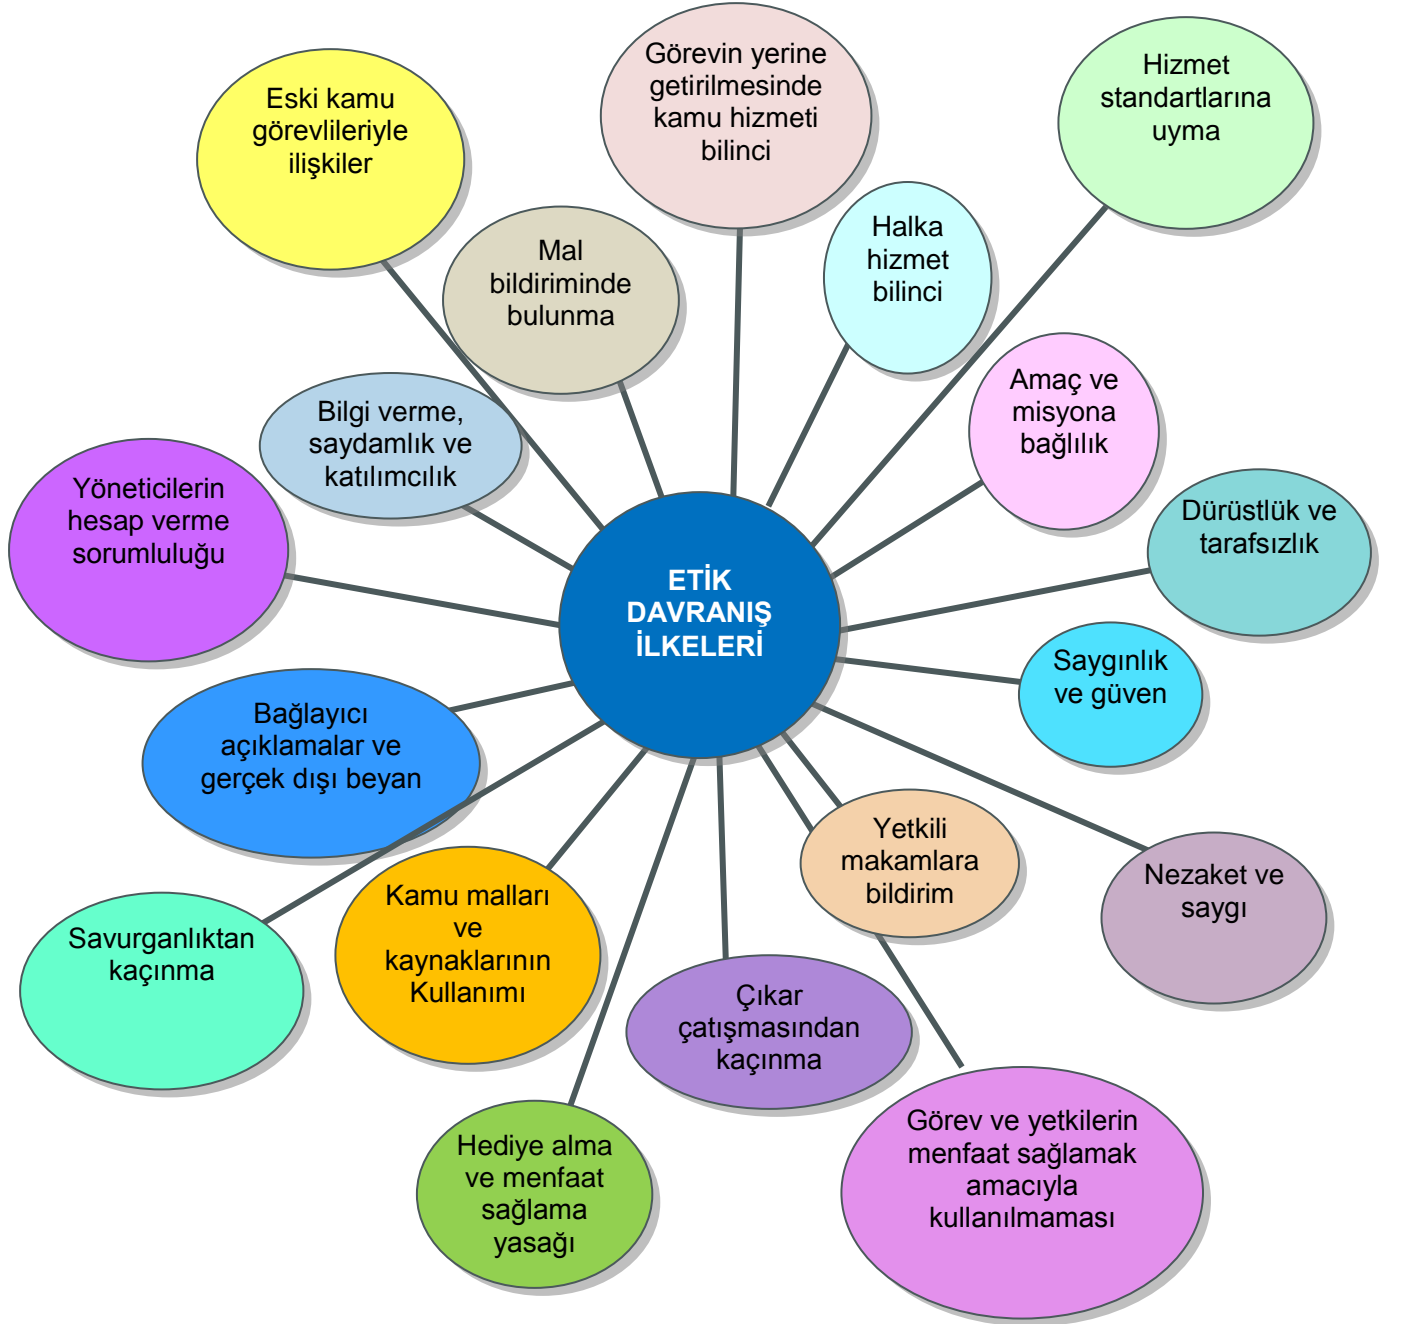 Görevin yerine
getirilmesinde
kamu hizmeti
bilinci
Hizmet
standartlarına
uyma
Eski kamu
görevlileriyle
ilişkiler
Halka
hizmet
bilinci
Mal
bildiriminde
bulunma
Amaç ve
misyona
bağlılık
Bilgi verme,
saydamlık ve
katılımcılık
Yöneticilerin
hesap verme
sorumluluğu
Dürüstlük ve
tarafsızlık
ETİK
DAVRANIŞ
İLKELERİ
Saygınlık
ve güven
Bağlayıcı
açıklamalar ve
gerçek dışı beyan
Yetkili
makamlara
bildirim
Nezaket ve
saygı
Kamu malları
ve
kaynaklarının
Kullanımı
Savurganlıktan
kaçınma
Çıkar
çatışmasından
kaçınma
Görev ve yetkilerin
menfaat sağlamak
amacıyla
kullanılmaması
Hediye alma
ve menfaat
sağlama
yasağı